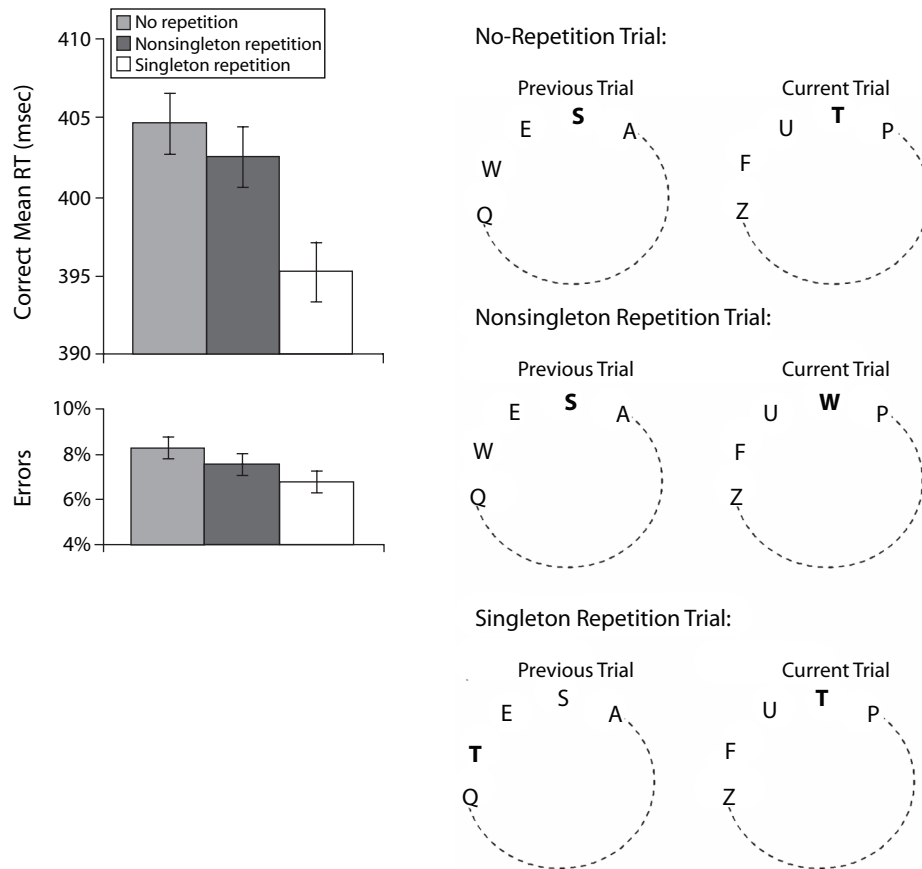 No repetition
Nonsingleton repetition
Singleton repetition
410
405
400
395
390
Correct Mean RT (msec)
10%
8%
6%
4%
Errors
No-Repetition Trial:
Previous Trial
Q W E S A
Current Trial
Z F U T P
Nonsingleton Repetition Trial:
Previous Trial
Q W E S A
Current Trial
Z F U W P
Singleton Repetition Trial:
Previous Trial
Q T E S A
Current Trial
Z F U T P